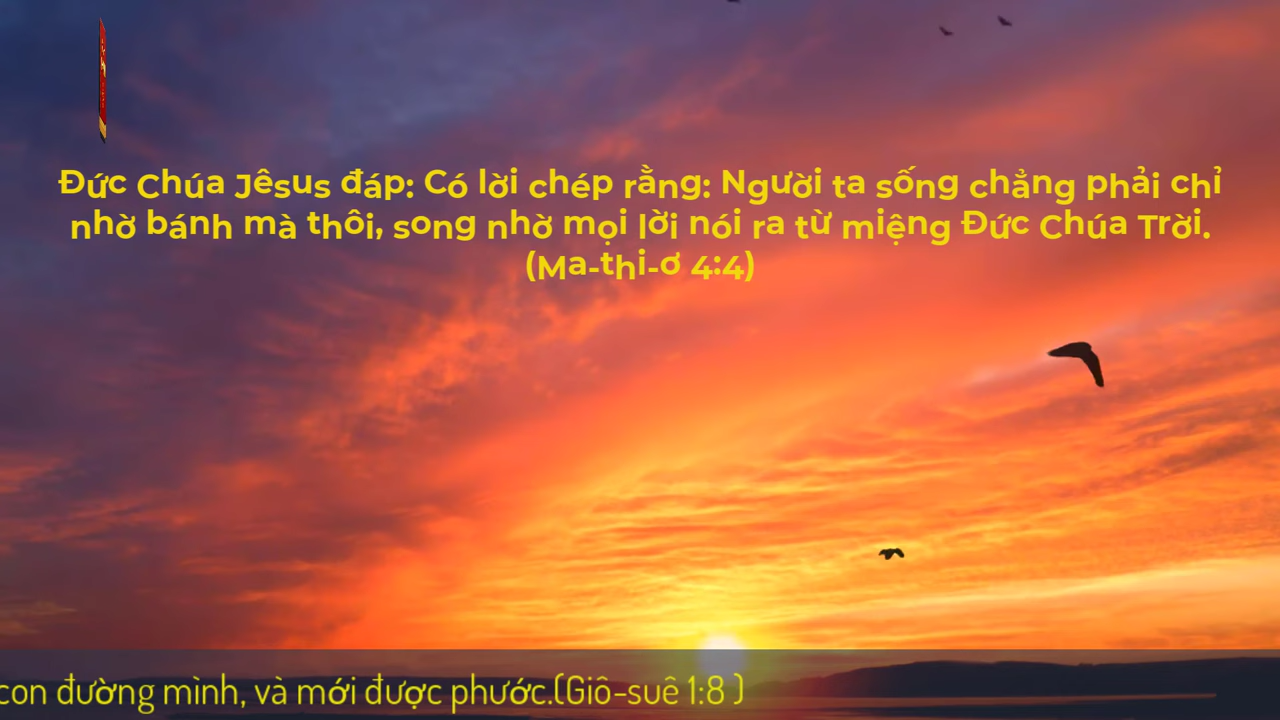 Đức Chúa Jêsus đáp: Có lời chép rằng: Người ta sống chẳng phải chỉ
nhờ bánh mà thôi, song nhờ mọi lời nói ra từ miệng Đức Chúa Trời.
(Ma-thi-ơ 4:4)
con đường mình, và mới được phước.(Giô-suê 1:8 )